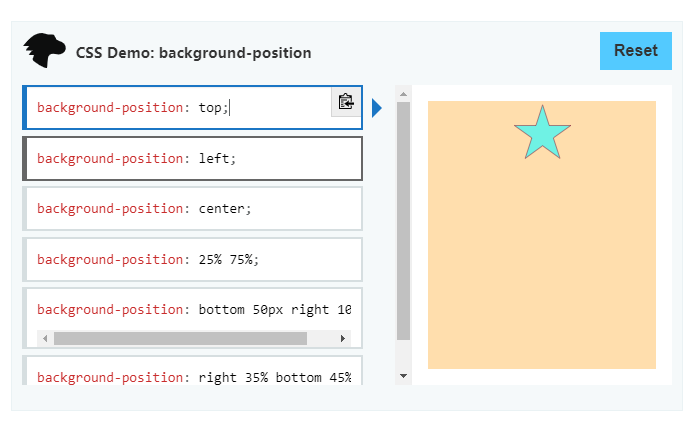 CSS Demo: background-position
Reset
background-position: top;
background-position: left;
background-position: center;
background-position: 25% 75%;
background-position: bottom 50px right 10
background-position: right 35% bottom 45%